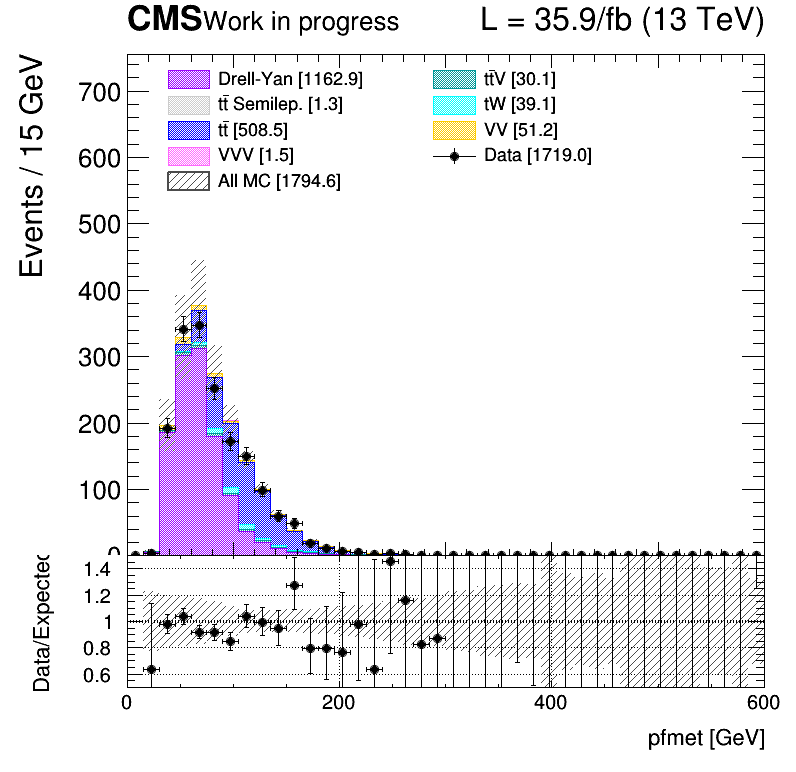 CMS Work in progress L = 35.9/fb (13 TeV)
Events / 15 GeV
700
600
500
400
300
200
100
0
Drell-Yan [1162.9]
tt̄ Semilep. [1.3]
tt̄ [508.5]
VVV [1.5]
All MC [1794.6]
tt̄V [30.1]
tW [39.1]
VV [51.2]
Data [1719.0]
Data/Expected
1.4
1.2
1
0.8
0.6
0 200 400 600
pfmet [GeV]